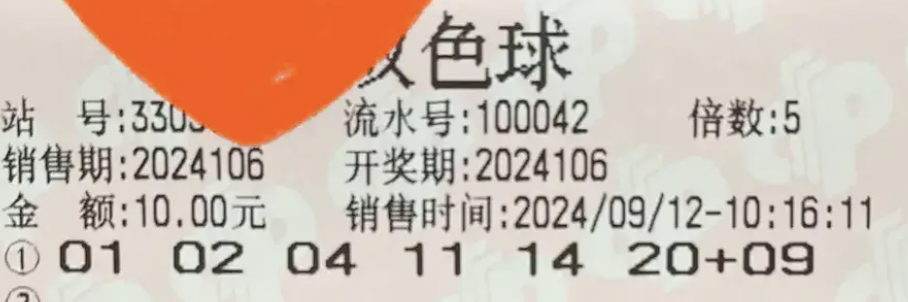 双色球
站 号:330 流水号:100042 倍数:5
销售期:2024106 开奖期:2024106
金 额:10.00元 销售时间:2024/09/12-10:16:11
① 01 02 04 11 14 20+09
②